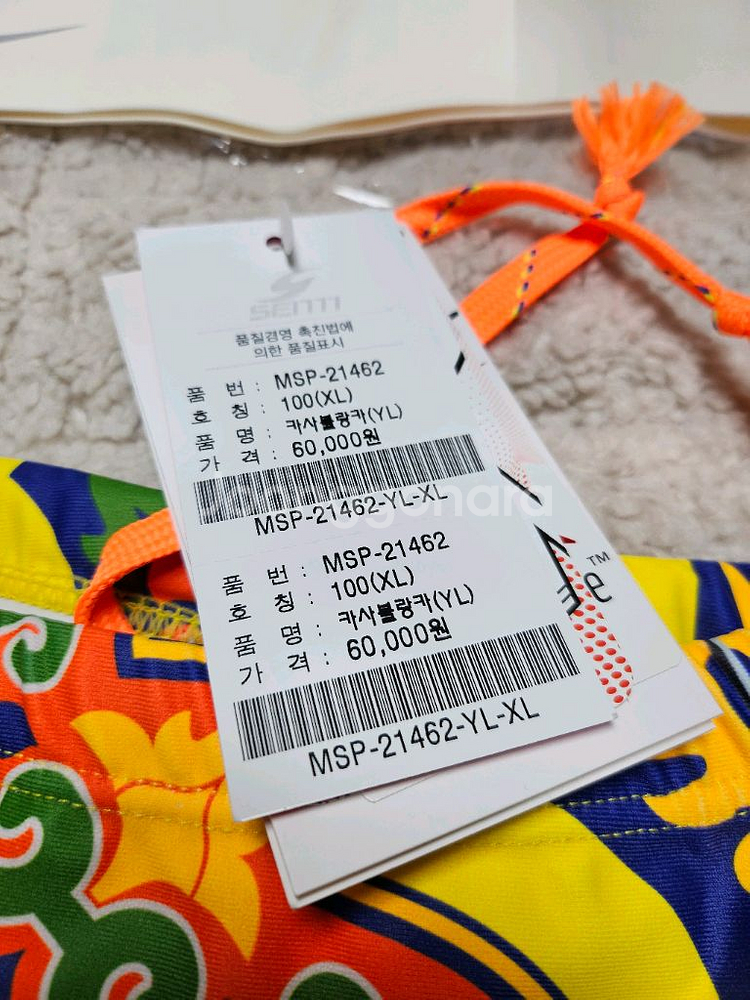 SENTI
품질경영 촉진법에
의한 품질표시
품 번 : MSP-21462
호 칭 : 100(XL)
품 명 : 카사블랑카(YL)
가 격 : 60,000원
MSP-21462-YL-XL
품 번 : MSP-21462
호 칭 : 100(XL)
품 명 : 카사블랑카(YL)
가 격 : 60,000원
MSP-21462-YL-XL
TM